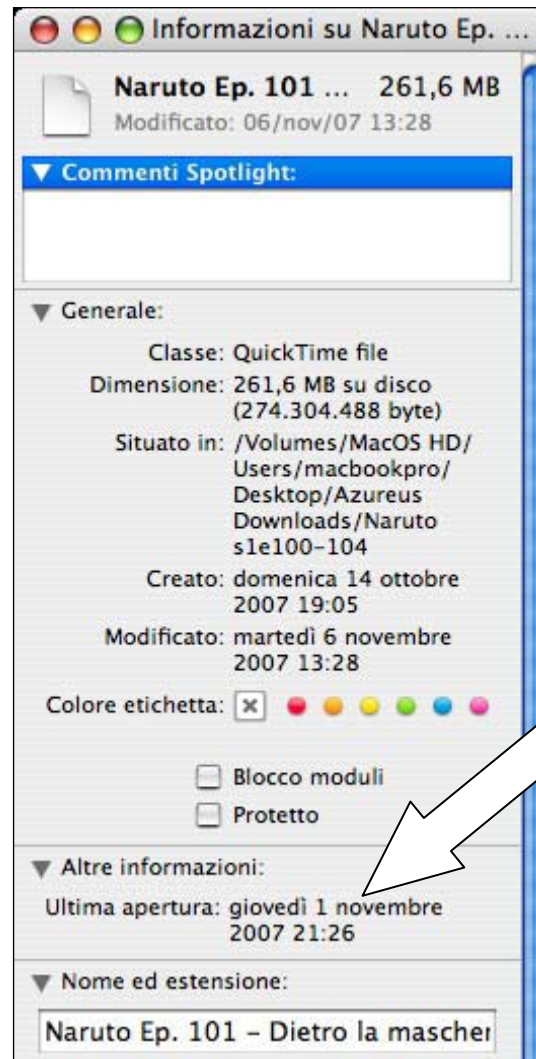 Informazioni su Naruto Ep. ...
Naruto Ep. 101 ... 261,6 MB
Modificato: 06/nov/07 13:28
▼ Commenti Spotlight:
▼ Generale:
Classe: QuickTime file
Dimensione: 261,6 MB su disco
(274.304.488 byte)
Situato in: /Volumes/MacOS HD/
Users/macbookpro/
Desktop/Azureus
Downloads/Naruto
s1e100-104
Creato: domenica 14 ottobre
2007 19:05
Modificato: martedì 6 novembre
2007 13:28
Colore etichetta:
Blocco moduli
Protetto
▼ Altre informazioni:
Ultima apertura: giovedì 1 novembre
2007 21:26
▼ Nome ed estensione:
Naruto Ep. 101 – Dietro la mascher